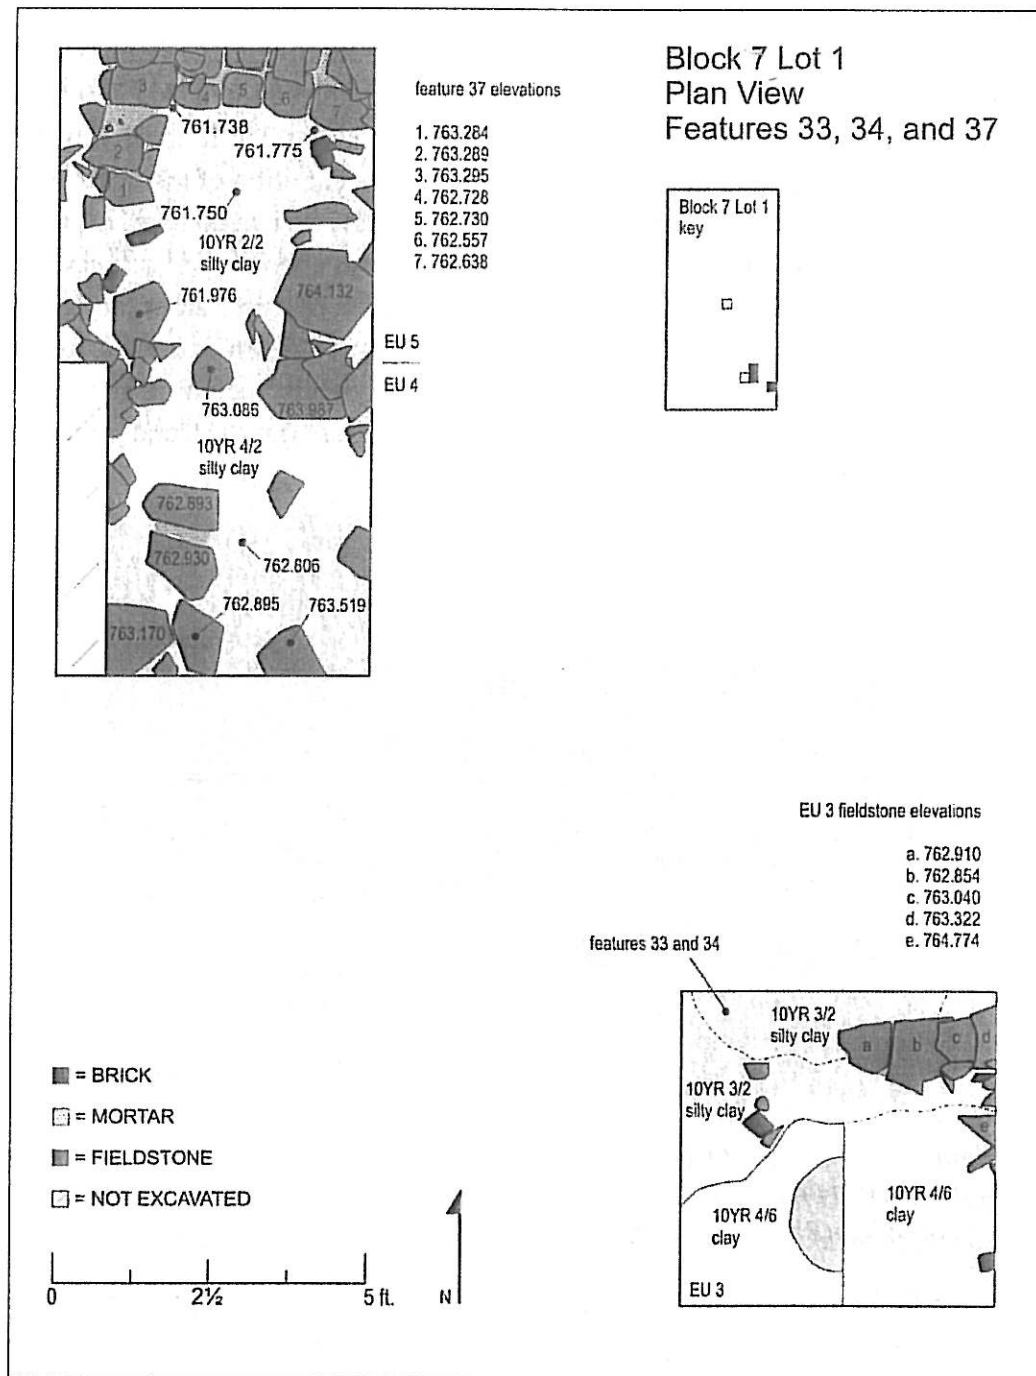 Block 7 Lot 1
Plan View
Features 33, 34, and 37
feature 37 elevations
1. 763.284
2. 763.289
3. 763.295
4. 762.728
5. 762.730
6. 762.557
7. 762.638
Block 7 Lot 1
key
3
4
5
6
7
761.738
761.775
2
1
761.750
10YR 2/2
silty clay
764.132
761.976
EU 5
EU 4
763.086
763.987
10YR 4/2
silty clay
762.893
762.930
762.806
762.895
763.519
763.170
EU 3 fieldstone elevations
a. 762.910
b. 762.854
c. 763.040
d. 763.322
e. 764.774
features 33 and 34
10YR 3/2
silty clay
a
b
c
d
10YR 3/2
silty clay
e
10YR 4/6
clay
10YR 4/6
clay
EU 3
= BRICK
= MORTAR
= FIELDSTONE
= NOT EXCAVATED
0
2½
5 ft.
N